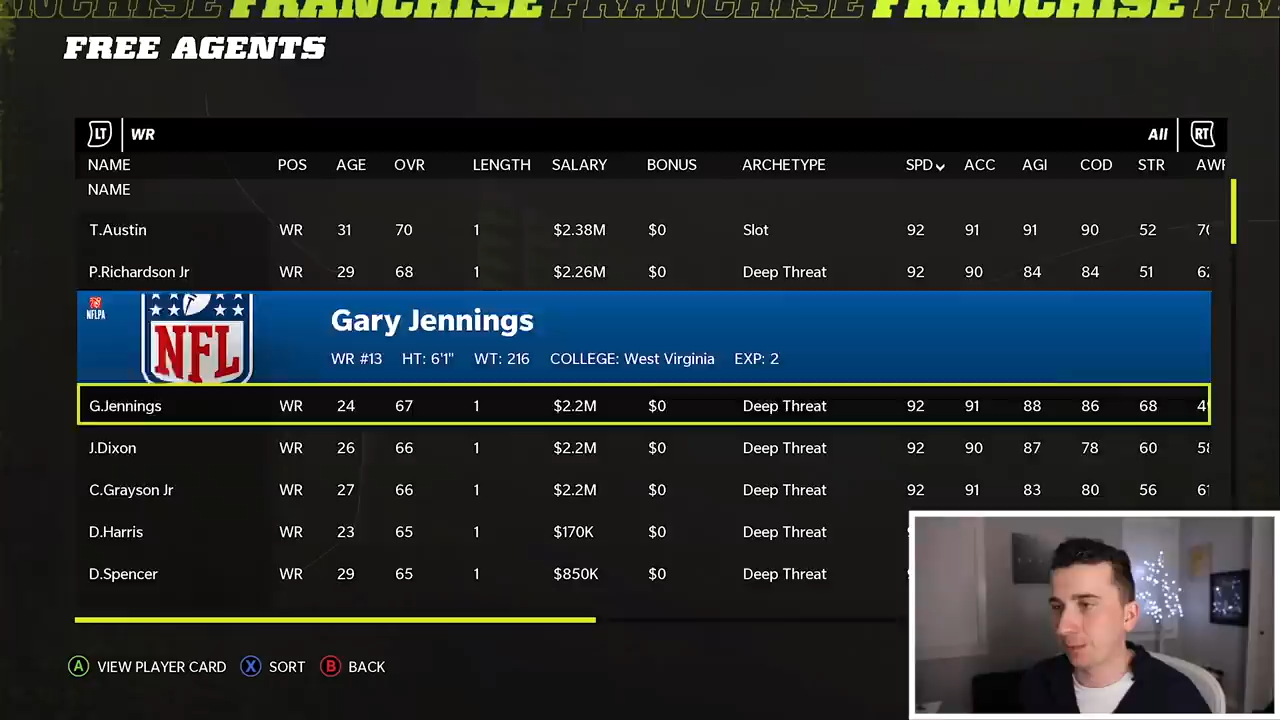 FRANCHISE FRANCHISE FRANCHISE FRANCHISE
FREE AGENTS
LT WR All RT
NAME POS AGE OVR LENGTH SALARY BONUS ARCHETYPE SPD ACC AGI COD STR
NAME
T.Austin WR 31 70 1 $2.38M $0 Slot 92 91 91 90 52
P.Richardson Jr WR 29 68 1 $2.26M $0 Deep Threat 92 90 84 84 51
NFLPA NFL
Gary Jennings
WR #13 HT: 6'1" WT: 216 COLLEGE: West Virginia EXP: 2
G.Jennings WR 24 67 1 $2.2M $0 Deep Threat 92 91 88 86 68
J.Dixon WR 26 66 1 $2.2M $0 Deep Threat 92 90 87 78 60
C.Grayson Jr WR 27 66 1 $2.2M $0 Deep Threat 92 91 83 80 56
D.Harris WR 23 65 1 $170K $0 Deep Threat
D.Spencer WR 29 65 1 $850K $0 Deep Threat
A VIEW PLAYER CARD X SORT B BACK